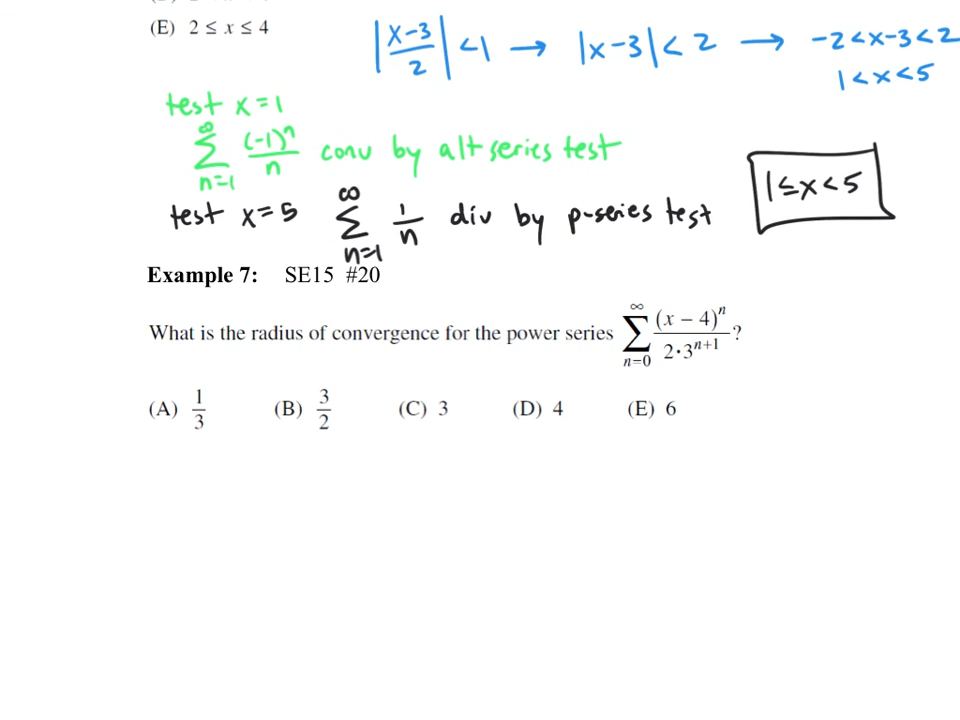 (E) 2 ≤ x ≤ 4
|x-3/2| < 1 → |x-3| < 2 → -2 < x-3 < 2
1 < x < 5
test x = 1
∞ Σ n=1 (-1)^n/n conv by alt series test
test x = 5 ∞ Σ n=1 1/n div by p-series test
1 ≤ x < 5
Example 7: SE15 #20
What is the radius of convergence for the power series ∞ Σ n=0 (x – 4)^n / 2·3^n+1 ?
(A) 1/3 (B) 3/2 (C) 3 (D) 4 (E) 6